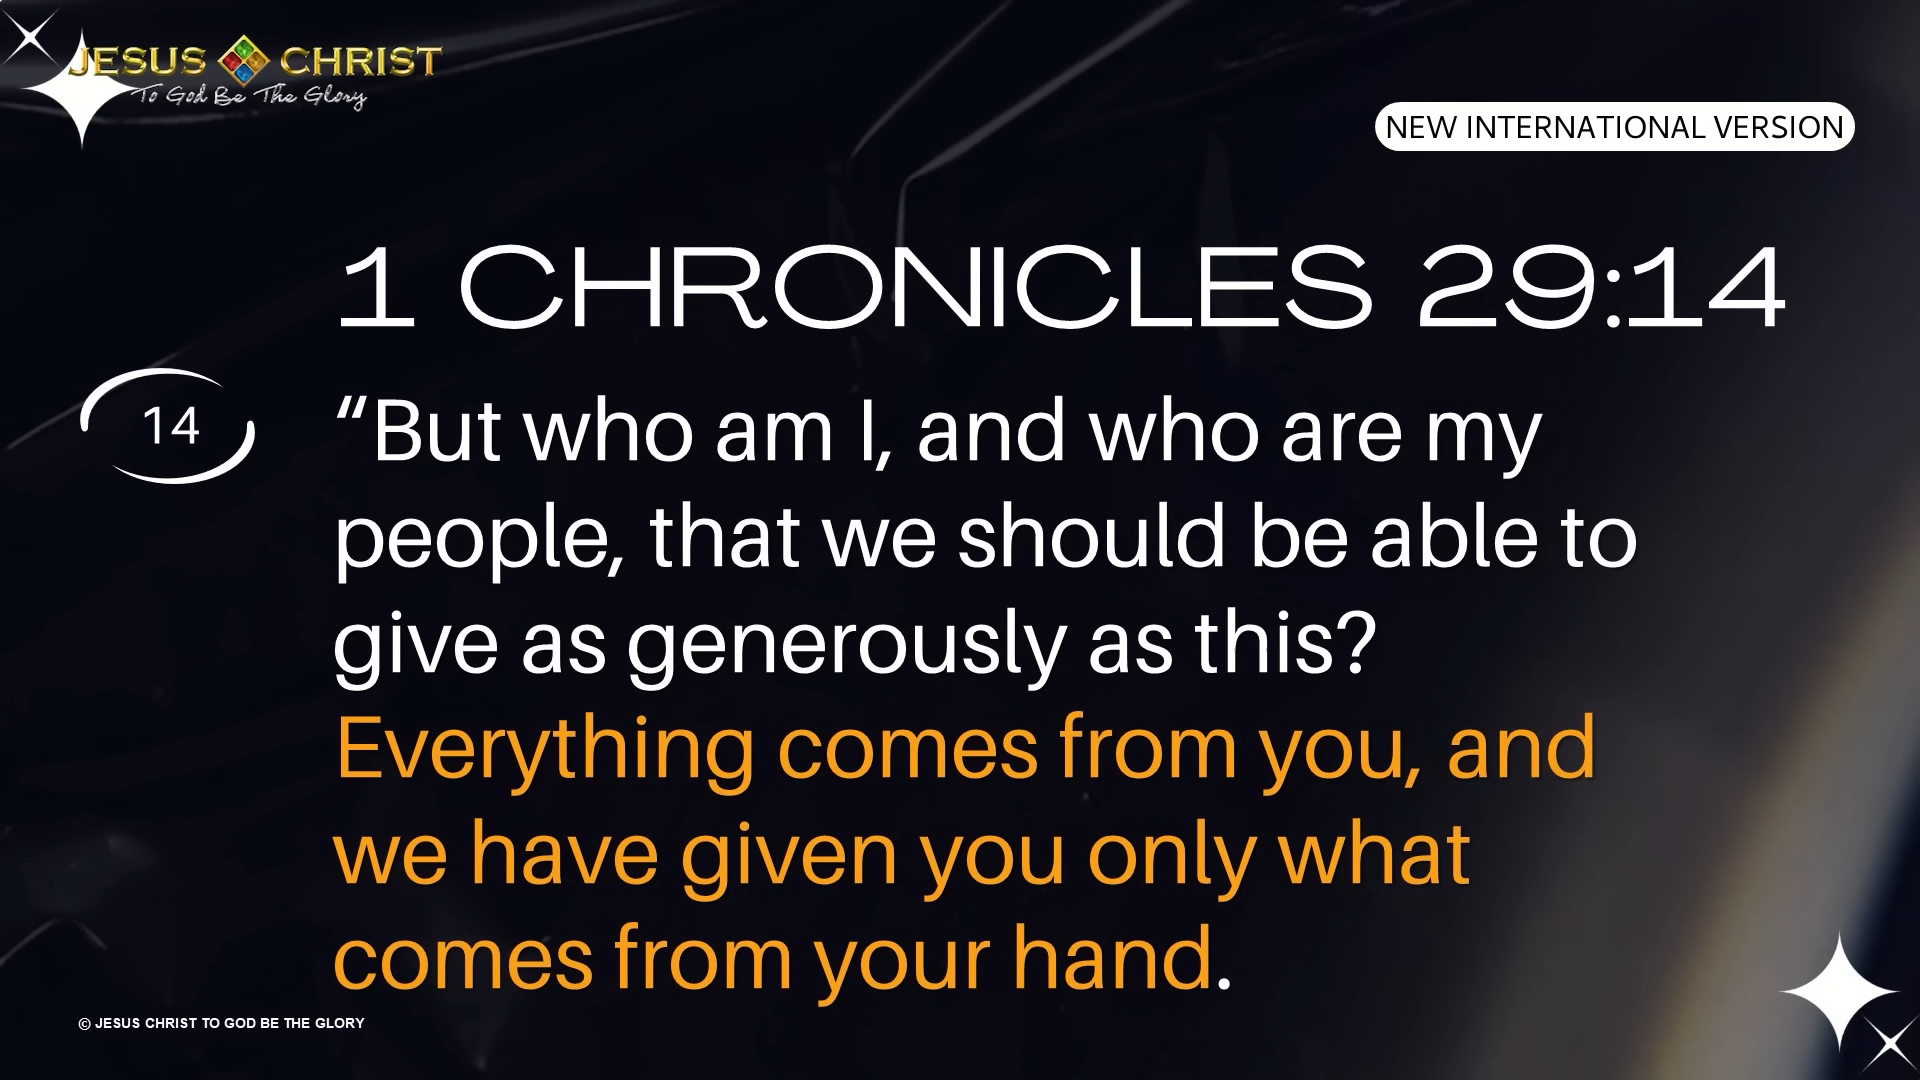 JESUS CHRIST
To God Be The Glory
NEW INTERNATIONAL VERSION
1 CHRONICLES 29:14
14
“But who am I, and who are my
people, that we should be able to
give as generously as this?
Everything comes from you, and
we have given you only what
comes from your hand.
© JESUS CHRIST TO GOD BE THE GLORY